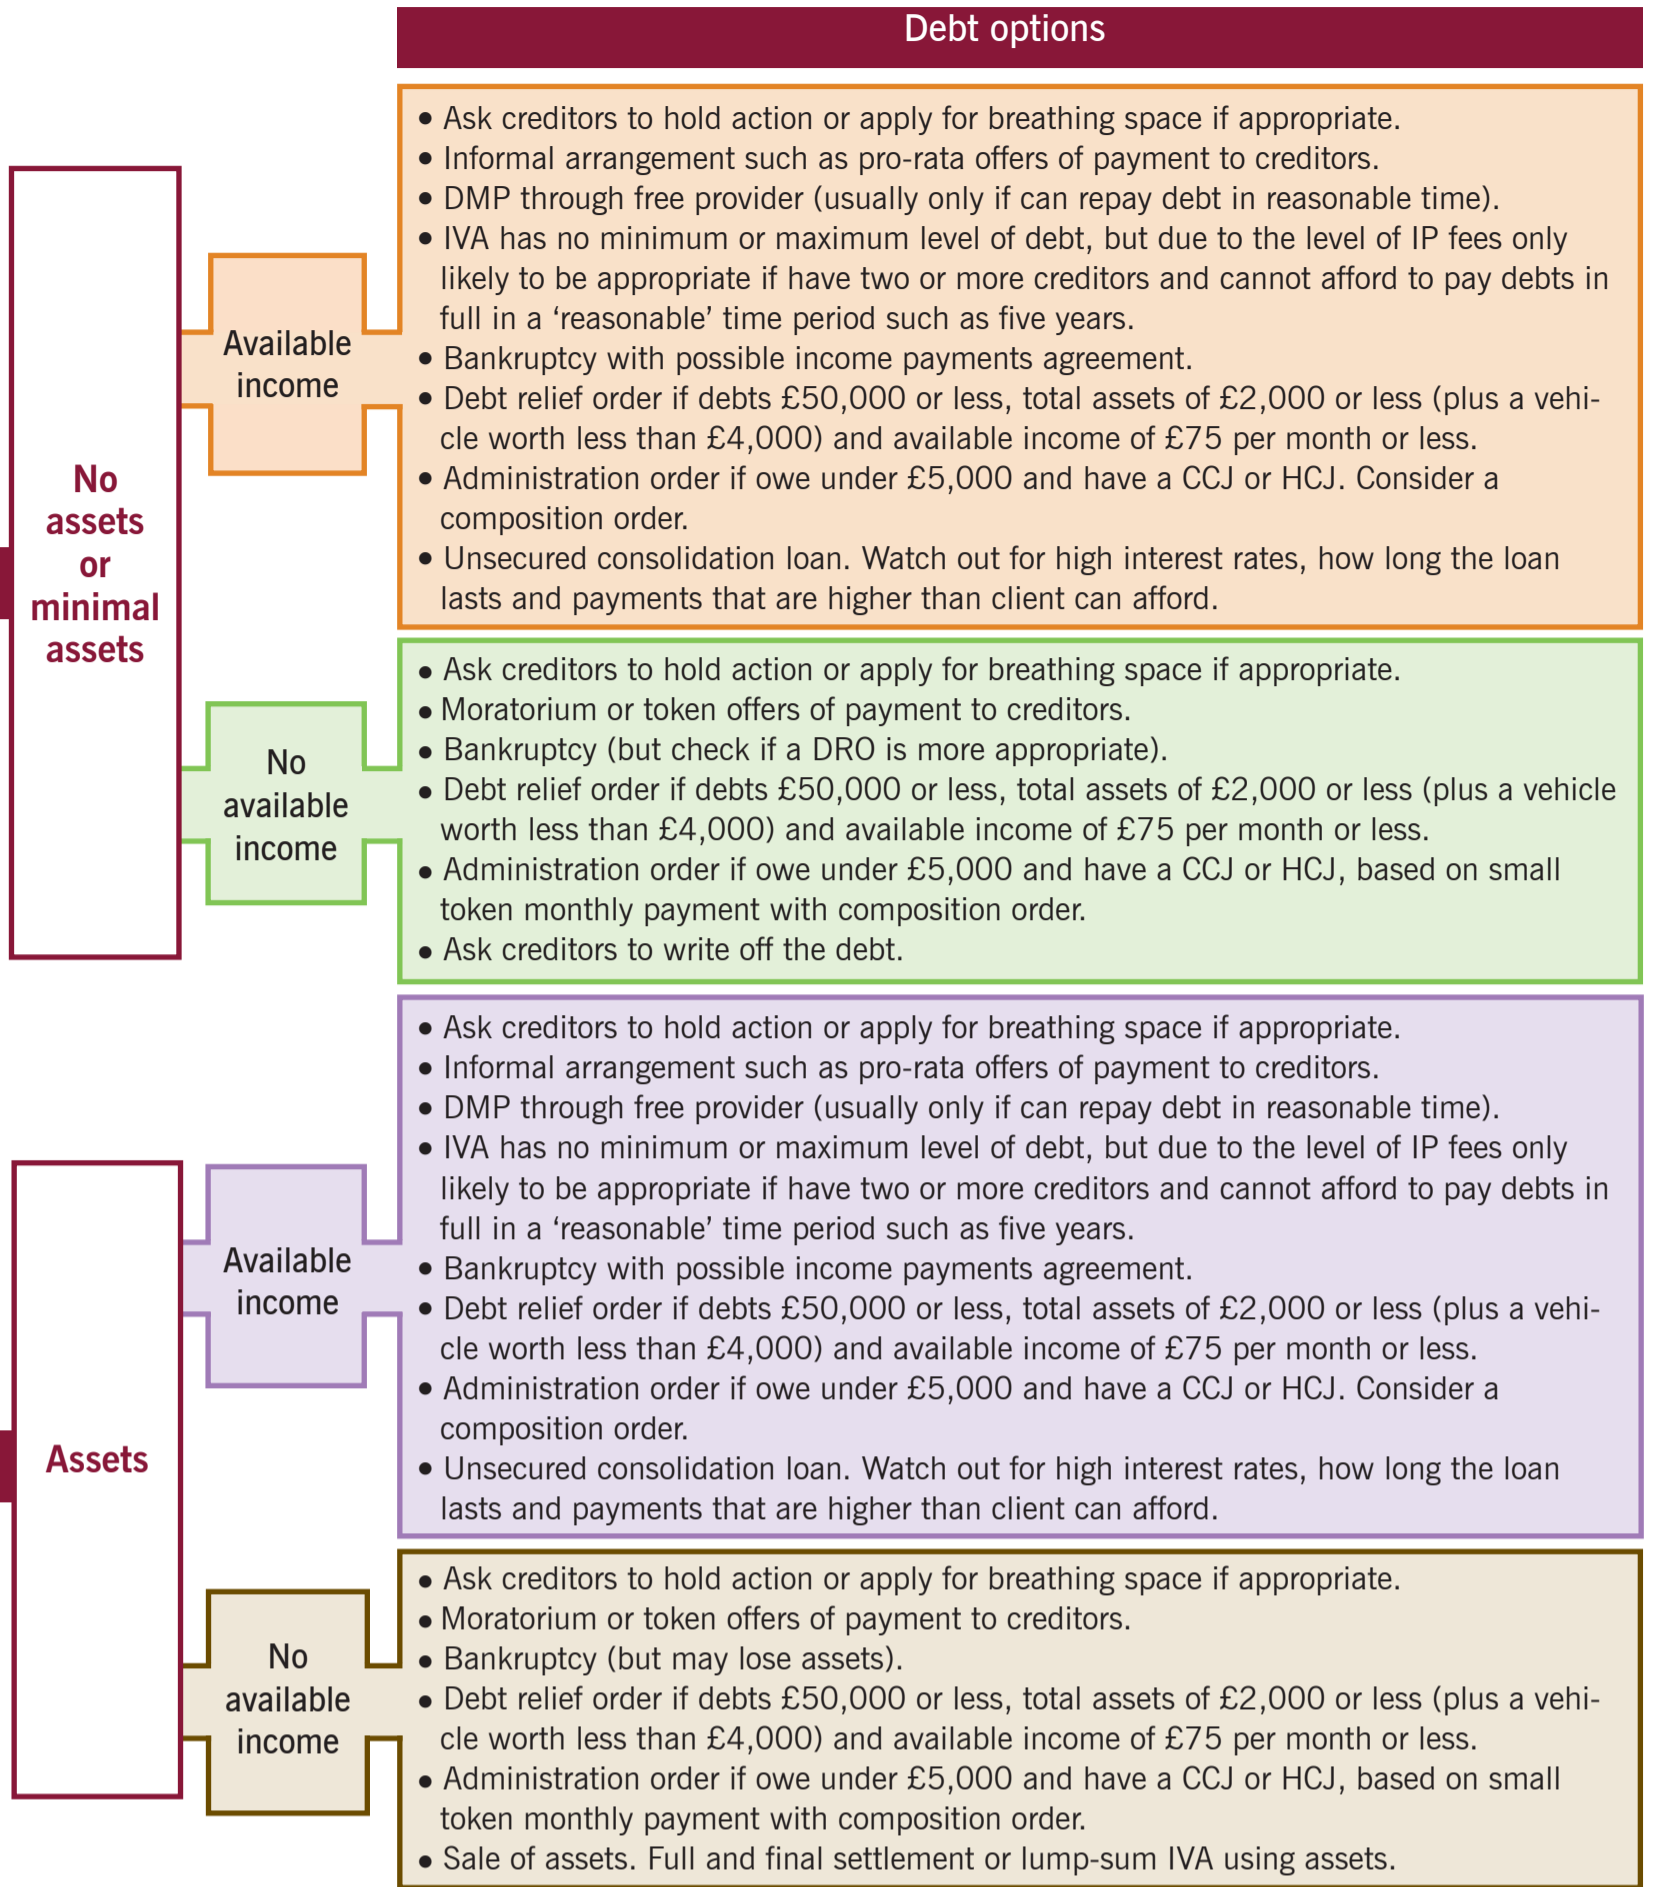 Debt options
No
assets
or
minimal
assets
Available
income
• Ask creditors to hold action or apply for breathing space if appropriate.
• Informal arrangement such as pro-rata offers of payment to creditors.
• DMP through free provider (usually only if can repay debt in reasonable time).
• IVA has no minimum or maximum level of debt, but due to the level of IP fees only
likely to be appropriate if have two or more creditors and cannot afford to pay debts in
full in a ‘reasonable’ time period such as five years.
• Bankruptcy with possible income payments agreement.
• Debt relief order if debts £50,000 or less, total assets of £2,000 or less (plus a vehi-
cle worth less than £4,000) and available income of £75 per month or less.
• Administration order if owe under £5,000 and have a CCJ or HCJ. Consider a
composition order.
• Unsecured consolidation loan. Watch out for high interest rates, how long the loan
lasts and payments that are higher than client can afford.
No
available
income
• Ask creditors to hold action or apply for breathing space if appropriate.
• Moratorium or token offers of payment to creditors.
• Bankruptcy (but check if a DRO is more appropriate).
• Debt relief order if debts £50,000 or less, total assets of £2,000 or less (plus a vehicle
worth less than £4,000) and available income of £75 per month or less.
• Administration order if owe under £5,000 and have a CCJ or HCJ, based on small
token monthly payment with composition order.
• Ask creditors to write off the debt.
Assets
Available
income
• Ask creditors to hold action or apply for breathing space if appropriate.
• Informal arrangement such as pro-rata offers of payment to creditors.
• DMP through free provider (usually only if can repay debt in reasonable time).
• IVA has no minimum or maximum level of debt, but due to the level of IP fees only
likely to be appropriate if have two or more creditors and cannot afford to pay debts in
full in a ‘reasonable’ time period such as five years.
• Bankruptcy with possible income payments agreement.
• Debt relief order if debts £50,000 or less, total assets of £2,000 or less (plus a vehi-
cle worth less than £4,000) and available income of £75 per month or less.
• Administration order if owe under £5,000 and have a CCJ or HCJ. Consider a
composition order.
• Unsecured consolidation loan. Watch out for high interest rates, how long the loan
lasts and payments that are higher than client can afford.
No
available
income
• Ask creditors to hold action or apply for breathing space if appropriate.
• Moratorium or token offers of payment to creditors.
• Bankruptcy (but may lose assets).
• Debt relief order if debts £50,000 or less, total assets of £2,000 or less (plus a vehi-
cle worth less than £4,000) and available income of £75 per month or less.
• Administration order if owe under £5,000 and have a CCJ or HCJ, based on small
token monthly payment with composition order.
• Sale of assets. Full and final settlement or lump-sum IVA using assets.